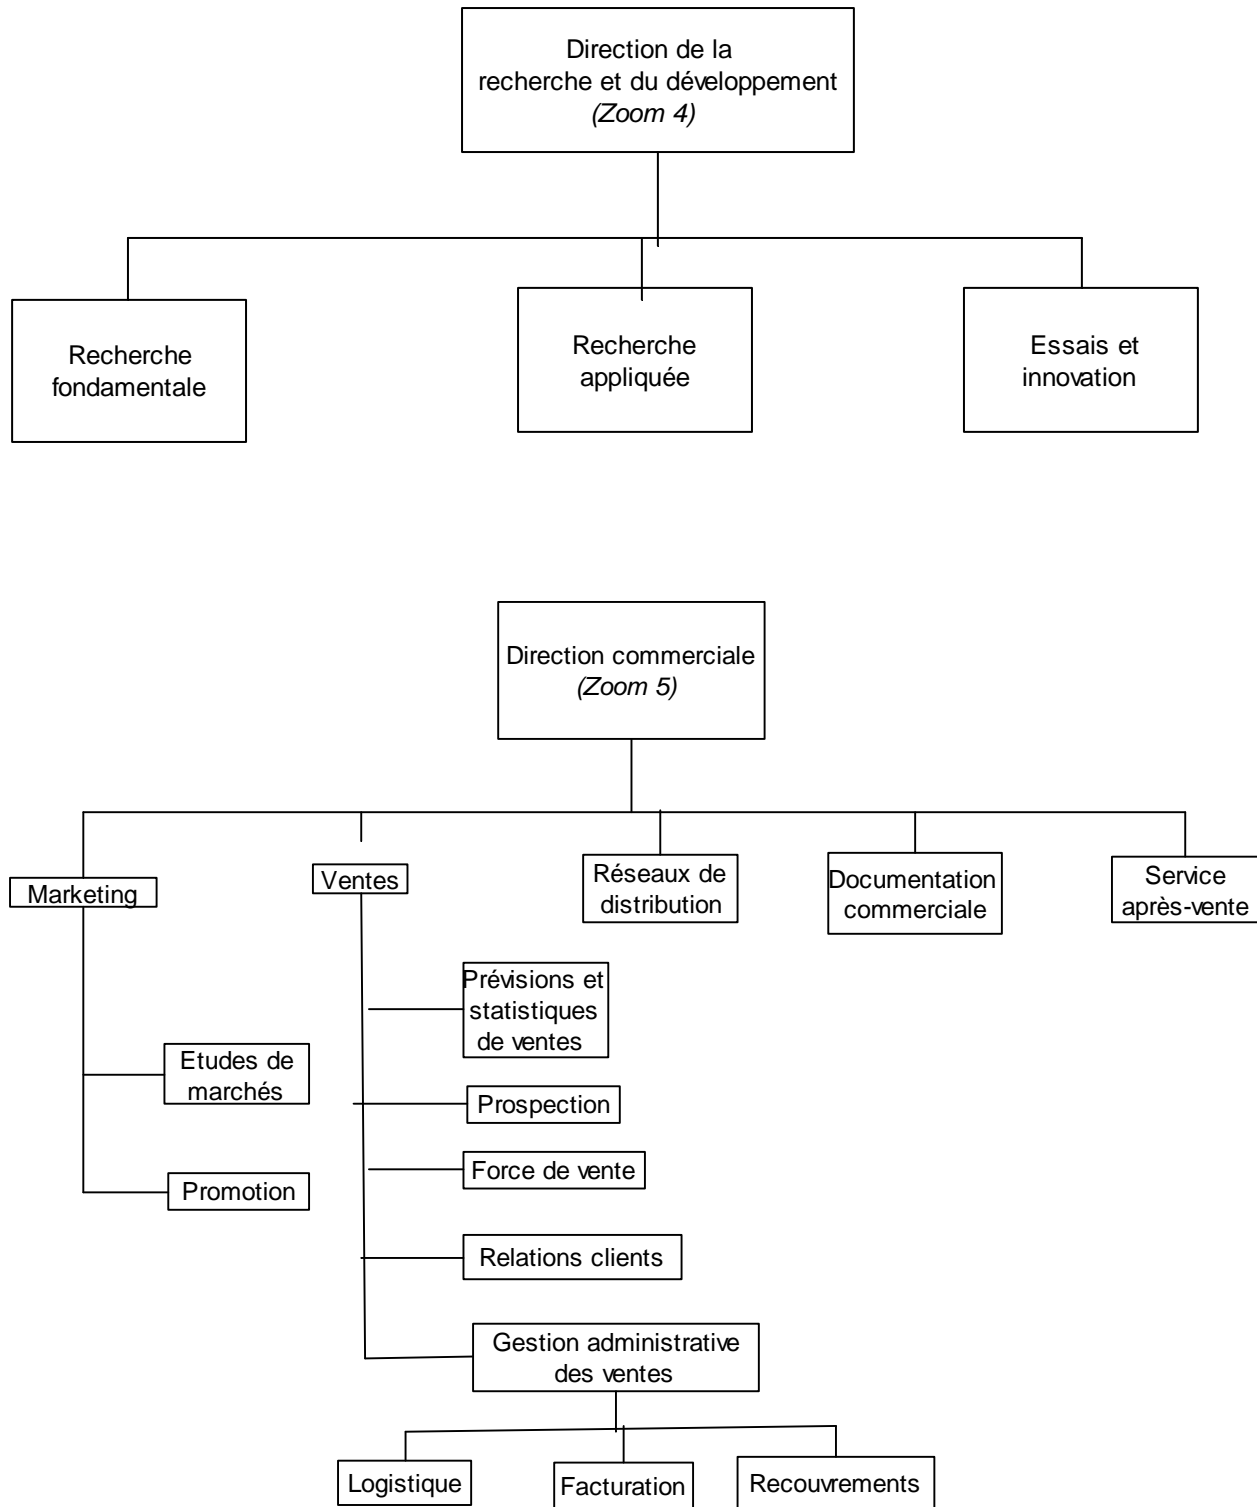 Direction de la
recherche et du développement
(Zoom 4)
Recherche
fondamentale
Recherche
appliquée
Essais et
innovation
Direction commerciale
(Zoom 5)
Marketing
Ventes
Réseaux de
distribution
Documentation
commerciale
Service
après-vente
Prévisions et
statistiques
de ventes
Etudes de
marchés
Prospection
Force de vente
Promotion
Relations clients
Gestion administrative
des ventes
Logistique
Facturation
Recouvrements